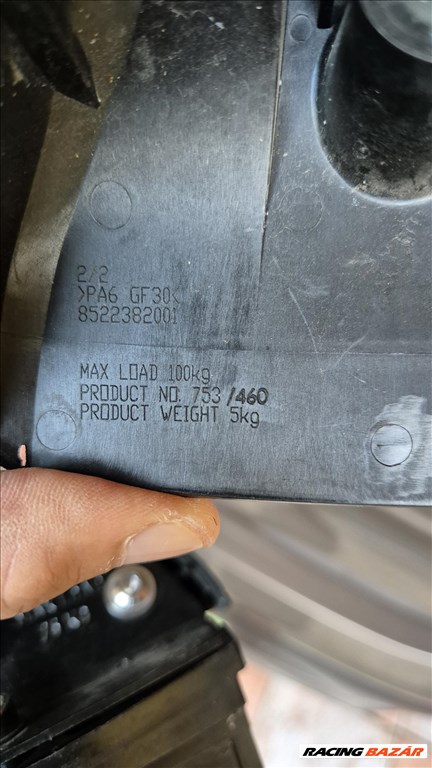 2/2
>PA6 GF30<
8522382001
MAX LOAD 100kg
PRODUCT NO. 753 /460
PRODUCT WEIGHT 5kg
RACING BAZÁR